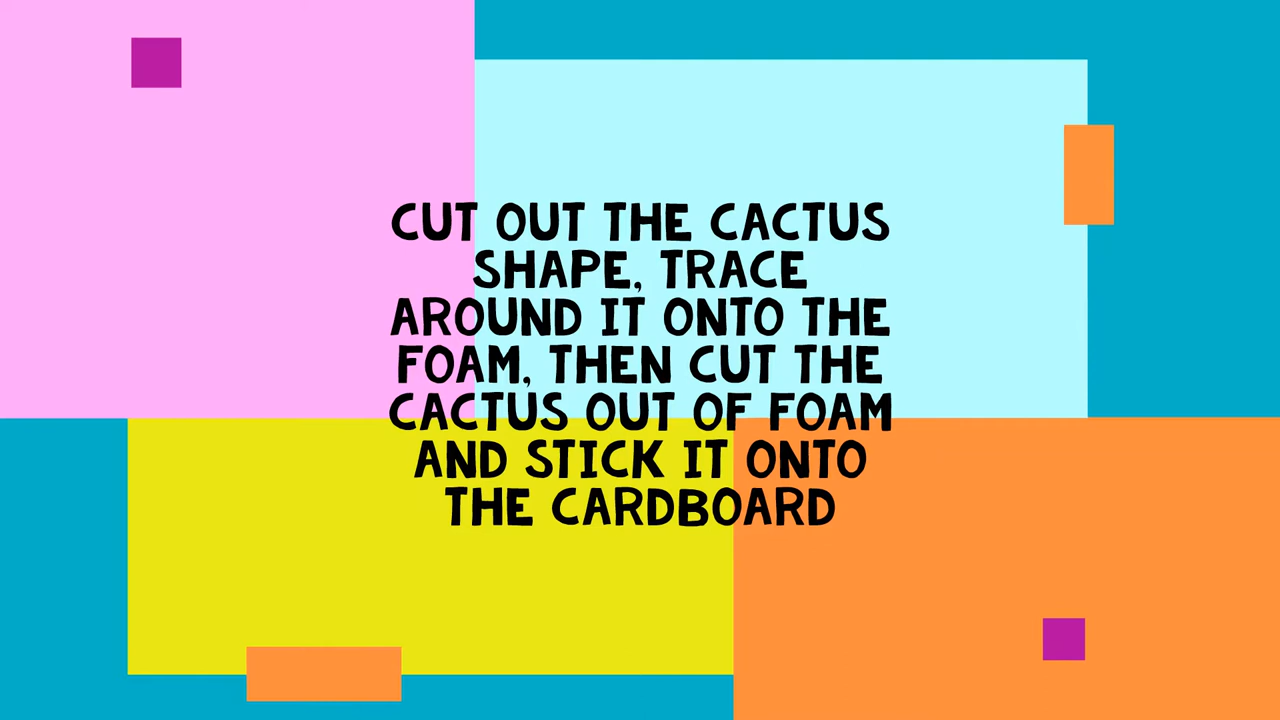 CUT OUT THE CACTUS
SHAPE, TRACE
AROUND IT ONTO THE
FOAM, THEN CUT THE
CACTUS OUT OF FOAM
AND STICK IT ONTO
THE CARDBOARD